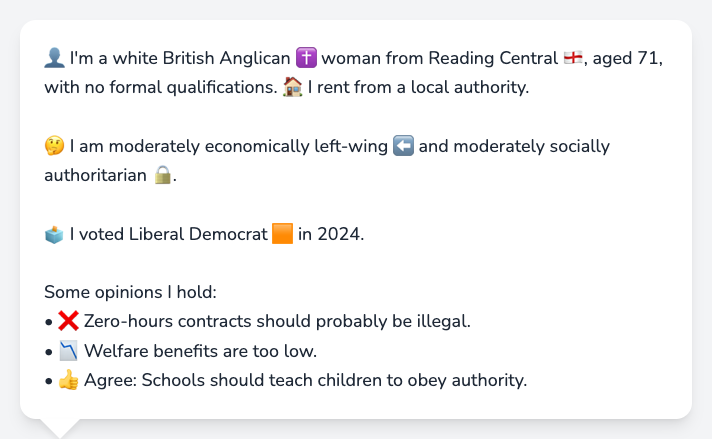 👤 I'm a white British Anglican ✝️ woman from Reading Central 🏴󠁧󠁢󠁥󠁮󠁧󠁿, aged 71,
with no formal qualifications. 🏠 I rent from a local authority.
🤔 I am moderately economically left-wing ⬅️ and moderately socially
authoritarian 🔒.
🗳️ I voted Liberal Democrat 🟧 in 2024.
Some opinions I hold:
• ❌ Zero-hours contracts should probably be illegal.
• 📉 Welfare benefits are too low.
• 👍 Agree: Schools should teach children to obey authority.